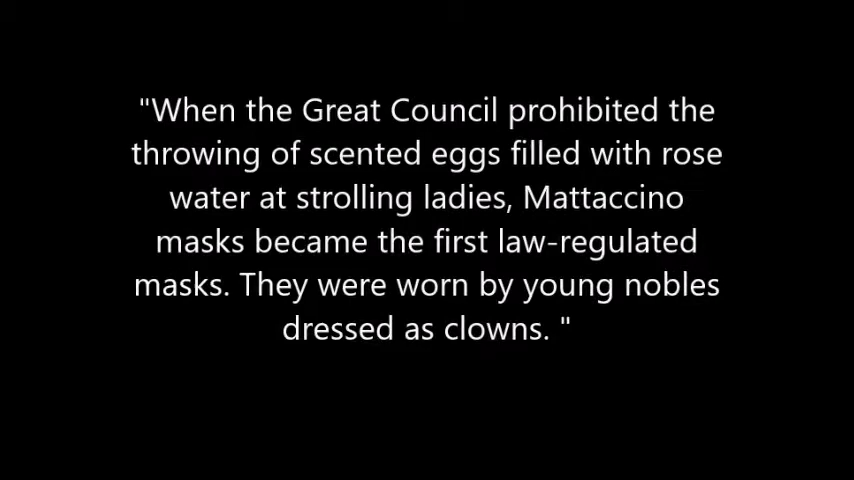 "When the Great Council prohibited the
throwing of scented eggs filled with rose
water at strolling ladies, Mattaccino
masks became the first law-regulated
masks. They were worn by young nobles
dressed as clowns. "